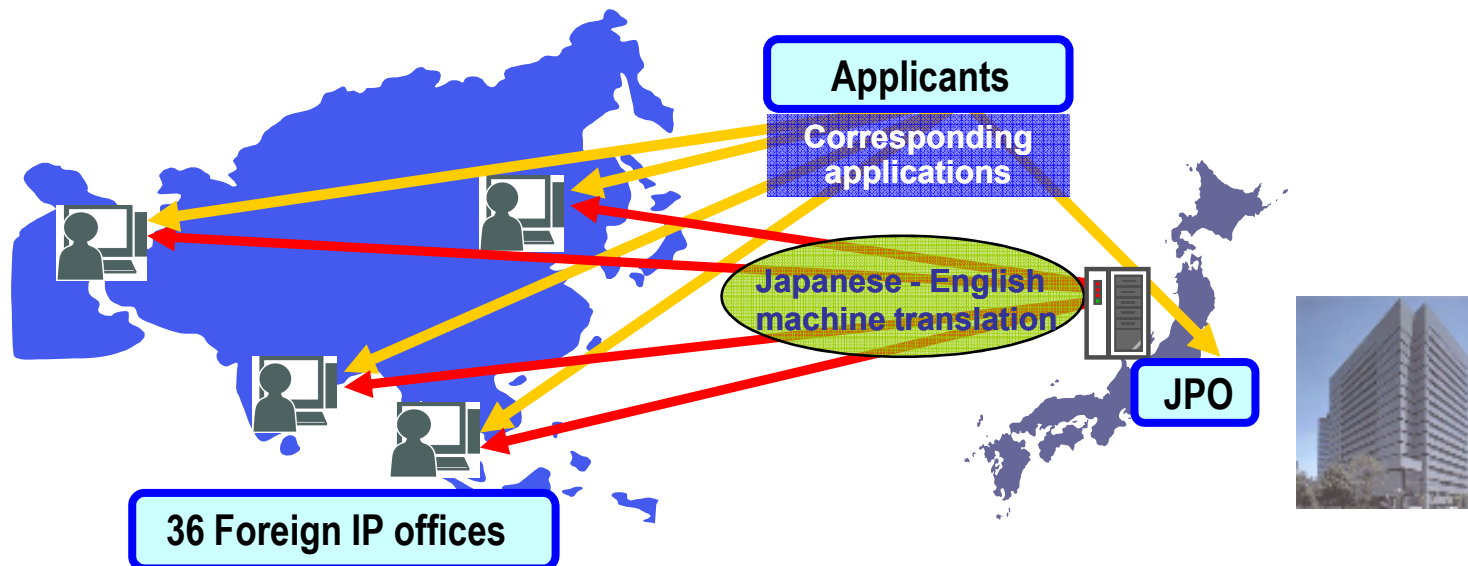 Applicants
Corresponding
applications
Japanese - English
machine translation
JPO
36 Foreign IP offices